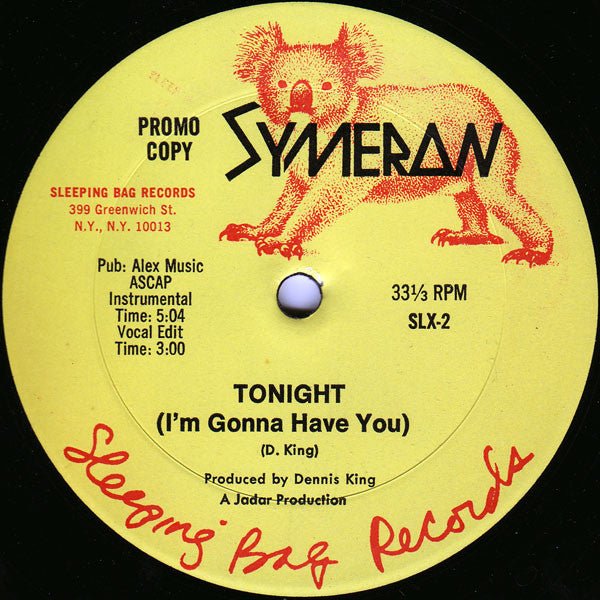 PROMO
COPY
SYMERAN
SLEEPING BAG RECORDS
399 Greenwich St.
N.Y., N.Y. 10013
Pub: Alex Music
ASCAP
Instrumental
Time: 5:04
Vocal Edit
Time: 3:00
33⅓ RPM
SLX-2
TONIGHT
(I'm Gonna Have You)
(D. King)
Produced by Dennis King
A Jadar Production
Sleeping Bag Records